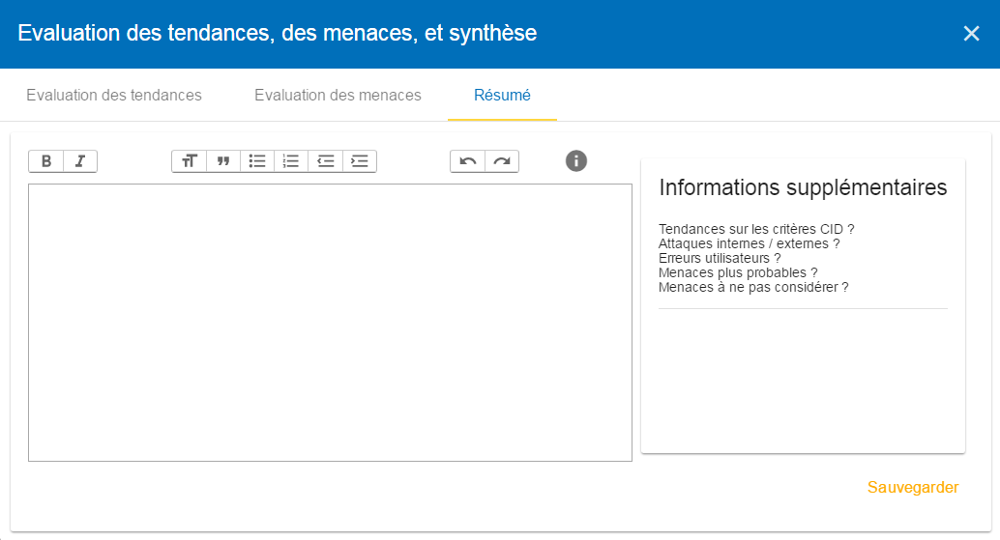 Evaluation des tendances, des menaces, et synthèse
Evaluation des tendances
Evaluation des menaces
Résumé
Informations supplémentaires
Tendances sur les critères CID ?
Attaques internes / externes ?
Erreurs utilisateurs ?
Menaces plus probables ?
Menaces à ne pas considérer ?
Sauvegarder